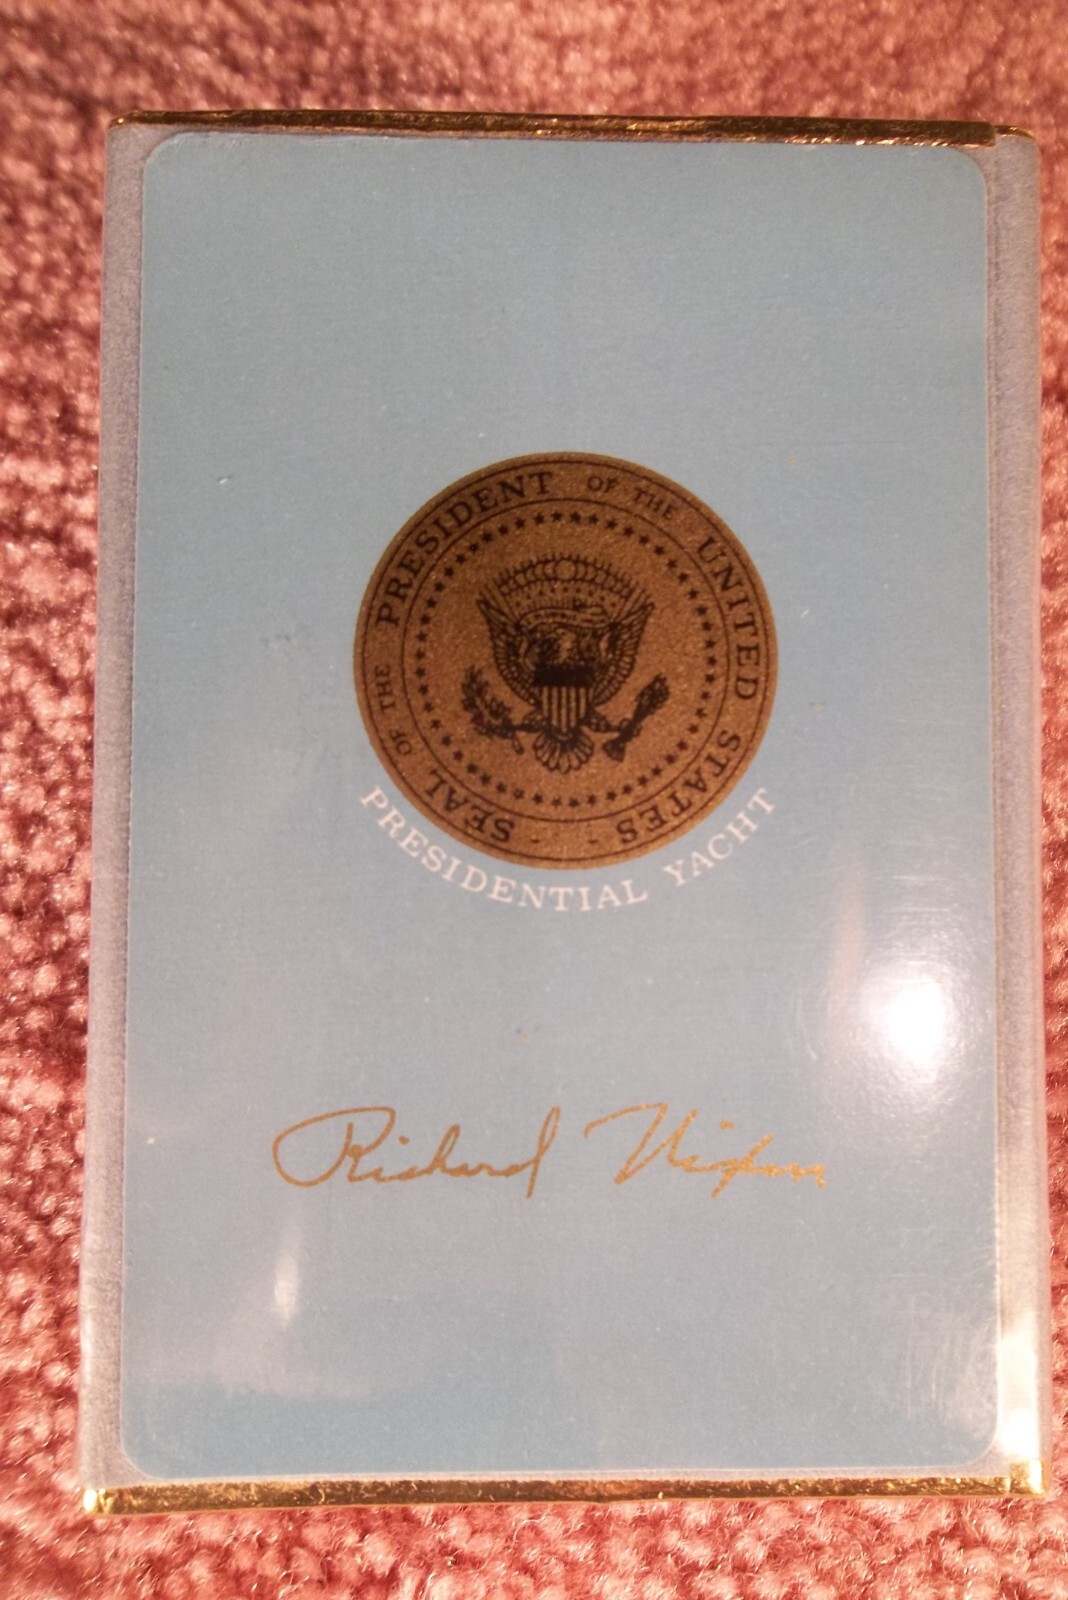 SEAL OF THE PRESIDENT OF THE UNITED STATES
PRESIDENTIAL YACHT
Richard Nixon